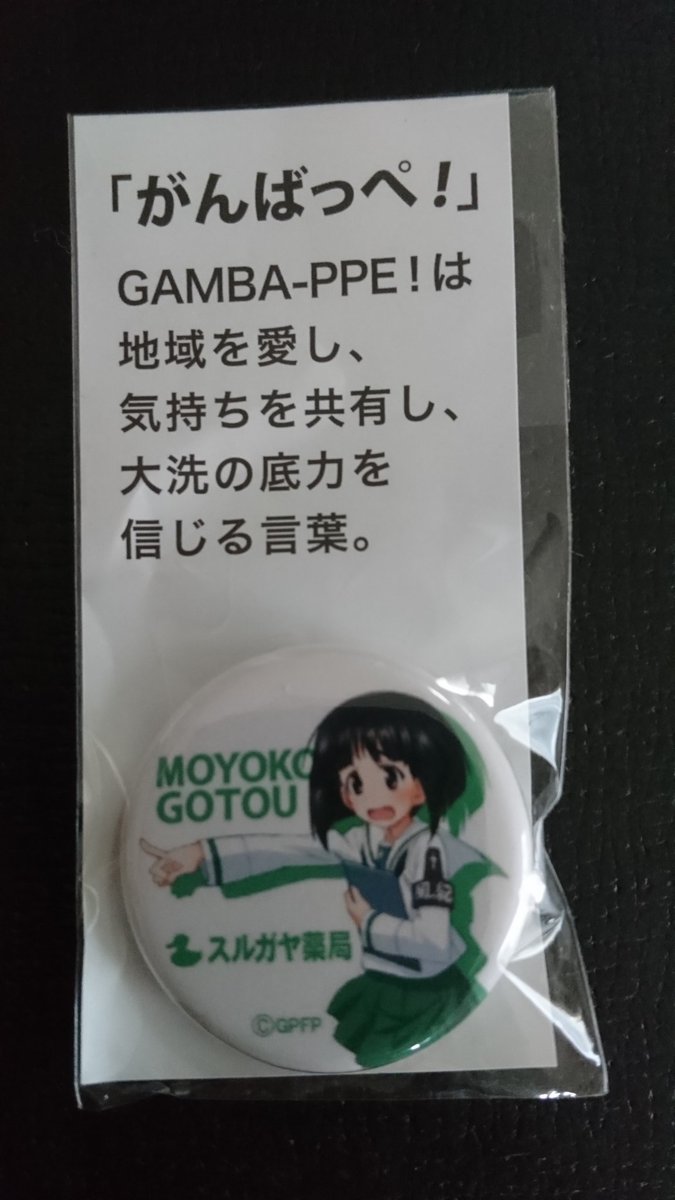 「がんばっぺ!」
GAMBA-PPE!は
地域を愛し、
気持ちを共有し、
大洗の底力を
信じる言葉。
MOYOKO
GOTOU
スルガヤ薬局
©GPFP